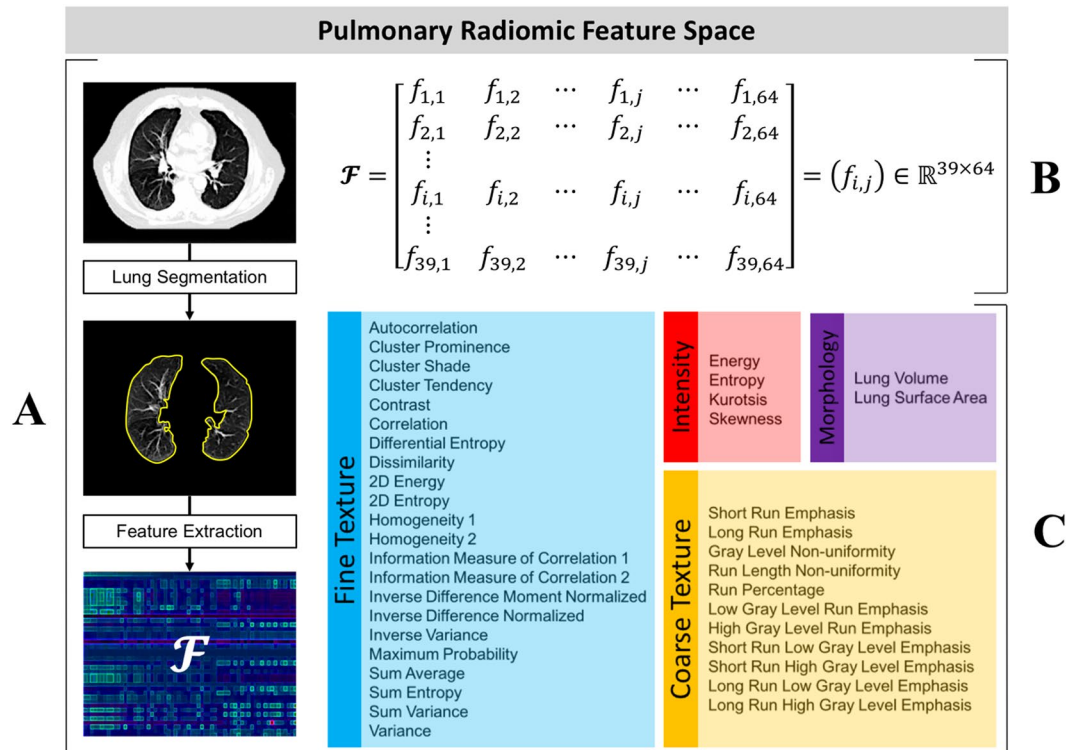 Pulmonary Radiomic Feature Space
A
Lung Segmentation
Feature Extraction
ℱ
B
ℱ = [f₁,₁ f₁,₂ ⋯ f₁,ⱼ ⋯ f₁,₆₄
f₂,₁ f₂,₂ ⋯ f₂,ⱼ ⋯ f₂,₆₄
⋮
fᵢ,₁ fᵢ,₂ fᵢ,ⱼ fᵢ,₆₄
⋮
f₃₉,₁ f₃₉,₂ ⋯ f₃₉,ⱼ ⋯ f₃₉,₆₄] = (fᵢ,ⱼ) ∈ ℝ³⁹ˣ⁶⁴
C
Fine Texture
Autocorrelation
Cluster Prominence
Cluster Shade
Cluster Tendency
Contrast
Correlation
Differential Entropy
Dissimilarity
2D Energy
2D Entropy
Homogeneity 1
Homogeneity 2
Information Measure of Correlation 1
Information Measure of Correlation 2
Inverse Difference Moment Normalized
Inverse Difference Normalized
Inverse Variance
Maximum Probability
Sum Average
Sum Entropy
Sum Variance
Variance
Intensity
Energy
Entropy
Kurotsis
Skewness
Morphology
Lung Volume
Lung Surface Area
Coarse Texture
Short Run Emphasis
Long Run Emphasis
Gray Level Non-uniformity
Run Length Non-uniformity
Run Percentage
Low Gray Level Run Emphasis
High Gray Level Run Emphasis
Short Run Low Gray Level Emphasis
Short Run High Gray Level Emphasis
Long Run Low Gray Level Emphasis
Long Run High Gray Level Emphasis